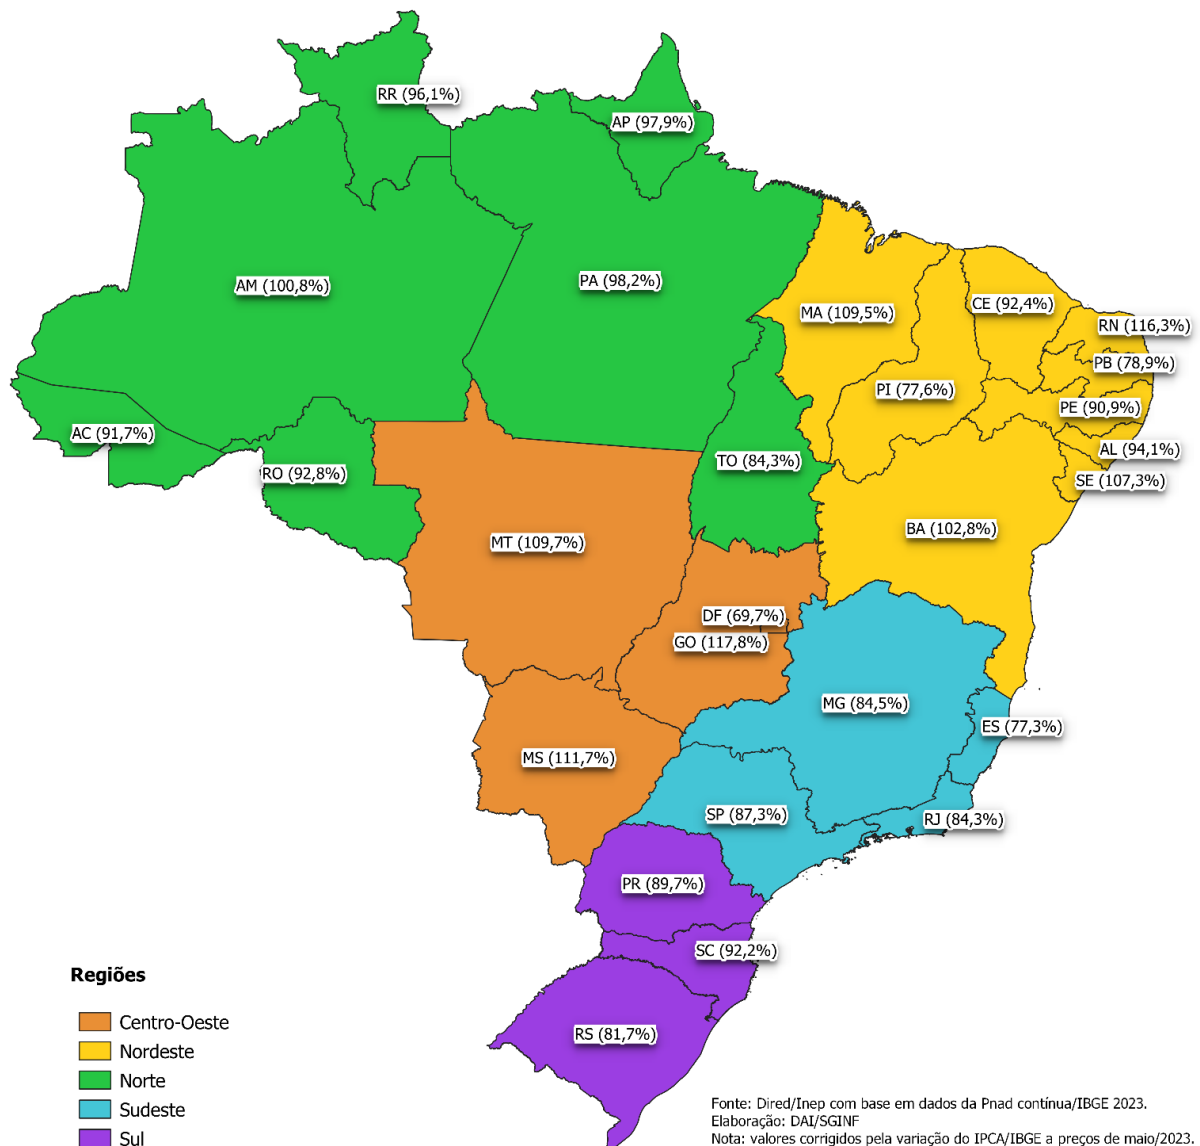 RR (96,1%)
AP (97,9%)
AM (100,8%)
PA (98,2%)
MA (109,5%)
CE (92,4%)
RN (116,3%)
PB (78,9%)
PI (77,6%)
PE (90,9%)
AC (91,7%)
AL (94,1%)
RO (92,8%)
TO (84,3%)
SE (107,3%)
BA (102,8%)
MT (109,7%)
DF (69,7%)
GO (117,8%)
MG (84,5%)
ES (77,3%)
MS (111,7%)
SP (87,3%)
RJ (84,3%)
PR (89,7%)
SC (92,2%)
RS (81,7%)
Regiões
Centro-Oeste
Nordeste
Norte
Sudeste
Sul
Fonte: Dired/Inep com base em dados da Pnad contínua/IBGE 2023.
Elaboração: DAI/SGINF
Nota: valores corrigidos pela variação do IPCA/IBGE a preços de maio/2023.